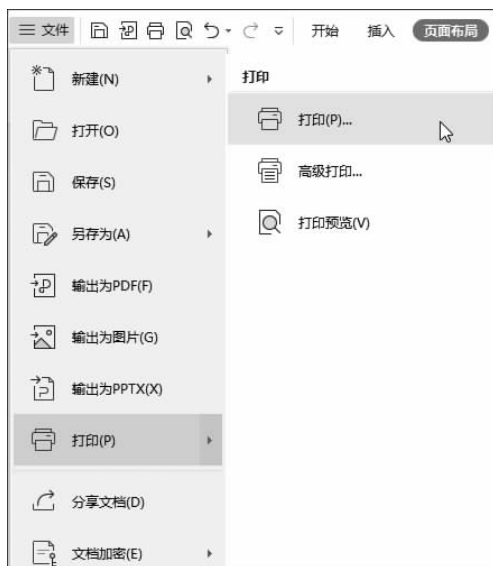 文件 开始 插入 页面布局
新建(N)
打开(O)
保存(S)
另存为(A)
输出为PDF(F)
输出为图片(G)
输出为PPTX(X)
打印(P)
分享文档(D)
文档加密(E)
打印
打印(P)...
高级打印...
打印预览(V)